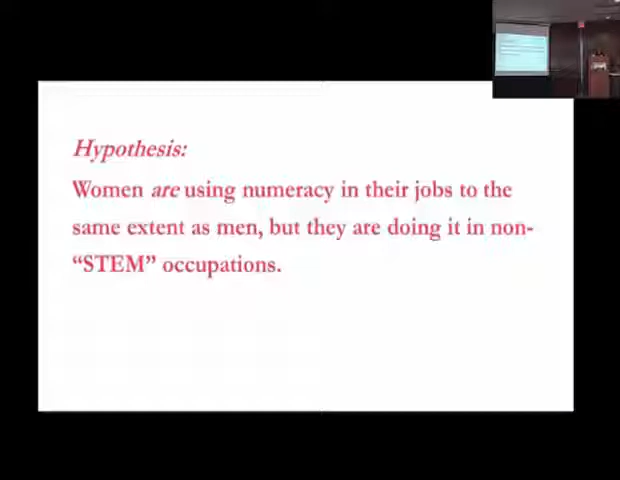 Hypothesis:
Women are using numeracy in their jobs to the
same extent as men, but they are doing it in non-
“STEM” occupations.